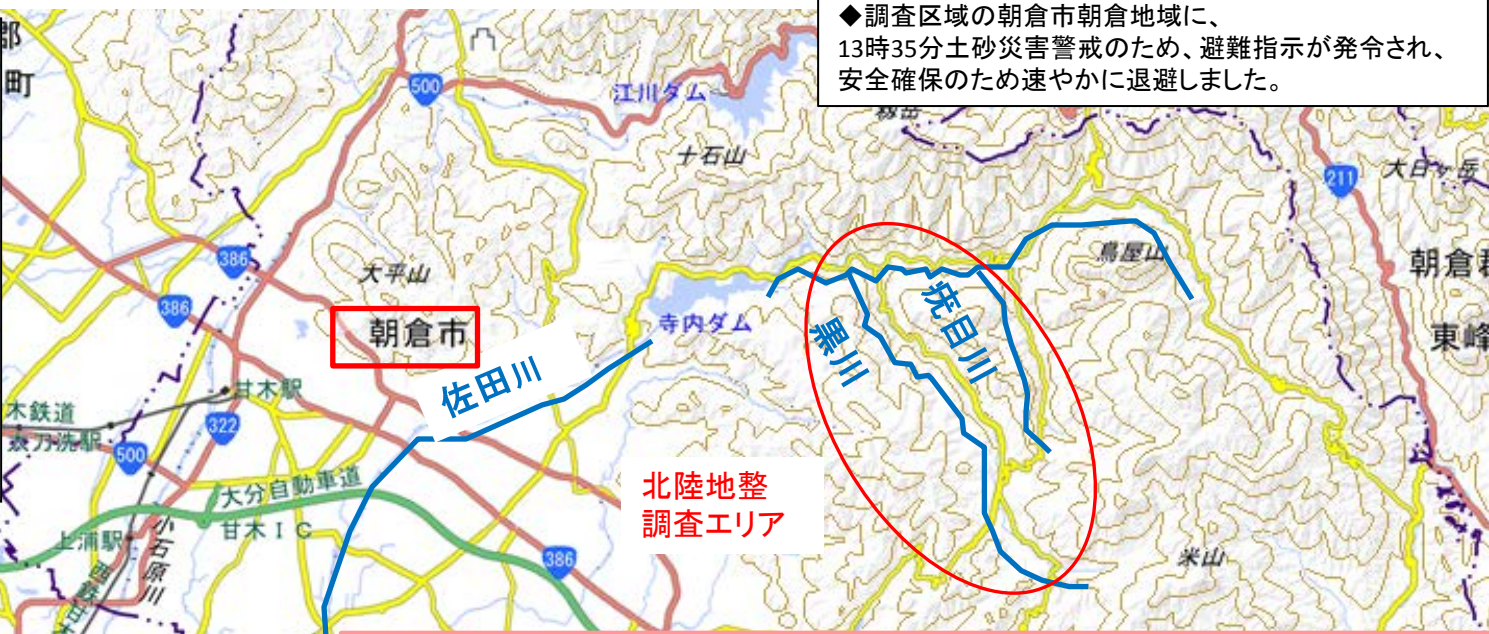 ◆調査区域の朝倉市朝倉地域に、
13時35分土砂災害警戒のため、避難指示が発令され、
安全確保のため速やかに退避しました。
郡
町
500
江川ダム
十石山
211
大日ヶ岳
386
大平山
鳥屋山
朝倉
386
朝倉市
寺内ダム
疣目川
黒川
東峰
佐田川
甘木駅
木鉄道
太刀洗駅
322
500
大分自動車道
甘木IC
北陸地整
調査エリア
上浦駅
小石原川
386
米山